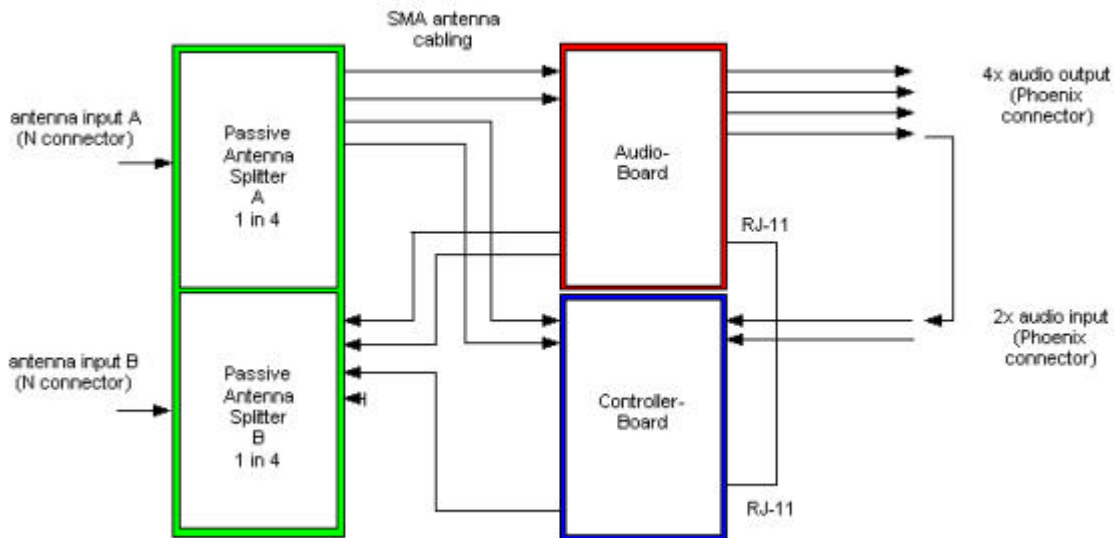 SMA antenna
cabling
antenna input A
(N connector)
Passive
Antenna
Splitter
A
1 in 4
Audio-
Board
4x audio output
(Phoenix
connector)
RJ-11
antenna input B
(N connector)
Passive
Antenna
Splitter
B
1 in 4
Controller-
Board
2x audio input
(Phoenix
connector)
RJ-11